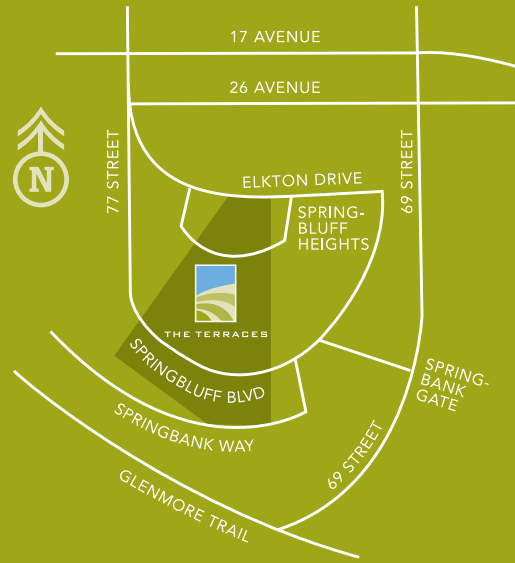 17 AVENUE
26 AVENUE
N
77 STREET
69 STREET
ELKTON DRIVE
SPRING-
BLUFF
HEIGHTS
THE TERRACES
SPRINGBLUFF BLVD
SPRING-
BANK
GATE
SPRINGBANK WAY
69 STREET
GLENMORE TRAIL